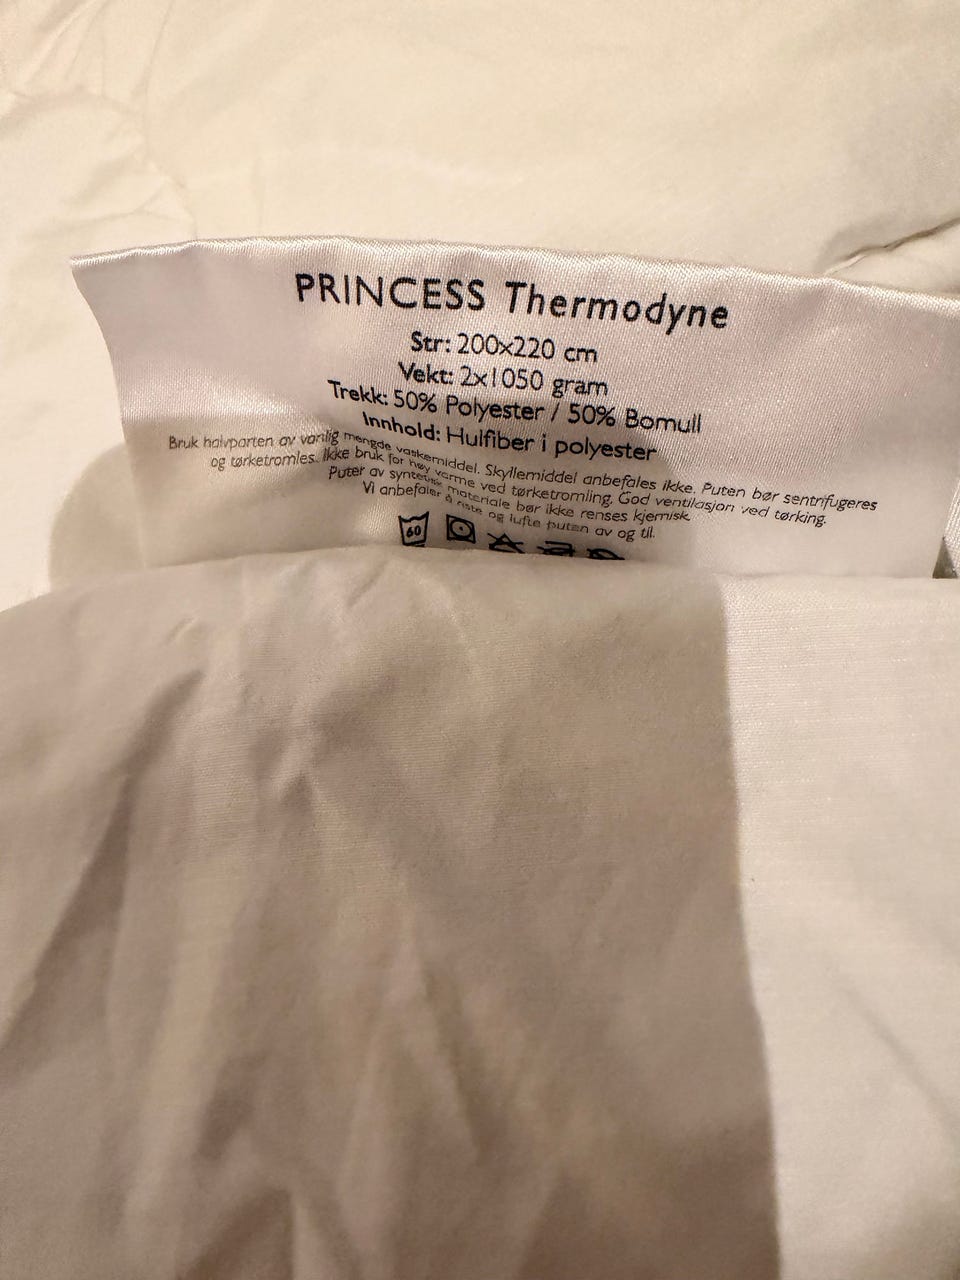 PRINCESS Thermodyne
Str: 200x220 cm
Vekt: 2x1050 gram
Trekk: 50% Polyester / 50% Bomull
Innhold: Hulfiber i polyester
Bruk halvparten av vanlig mengde vaskemiddel. Skyllemiddel anbefales ikke. Puten bør sentrifugeres
og tørketromles. Ikke bruk for høy varme ved tørketromling. God ventilasjon ved tørking.
Puter av syntetisk materiale bør ikke renses kjemisk.
Vi anbefaler å riste og lufte puten av og til.
60